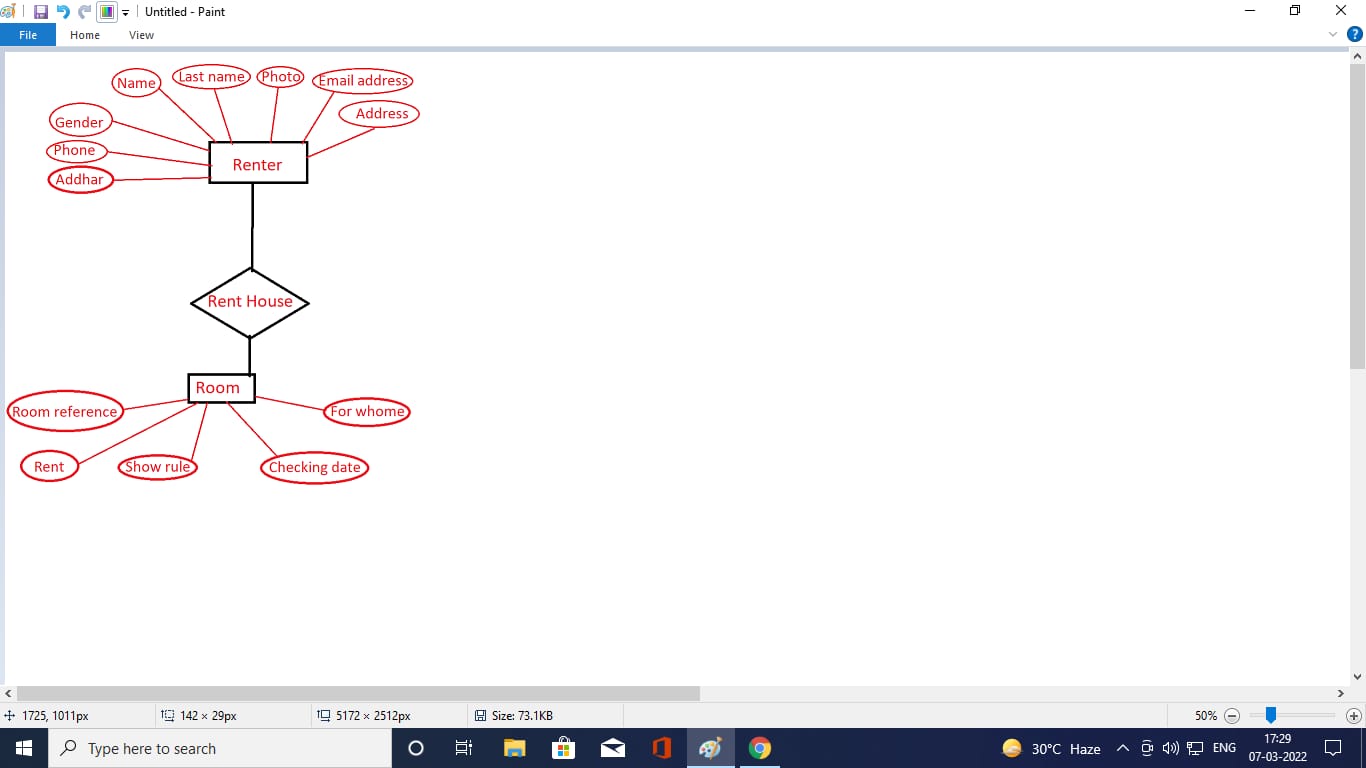 Untitled - Paint
File Home View
Name
Last name
Photo
Email address
Address
Gender
Phone
Addhar
Renter
Rent House
Room
Room reference
For whome
Rent
Show rule
Checking date
1725, 1011px
142 × 29px
5172 × 2512px
Size: 73.1KB
50%
Type here to search
30°C Haze
ENG
17:29
07-03-2022